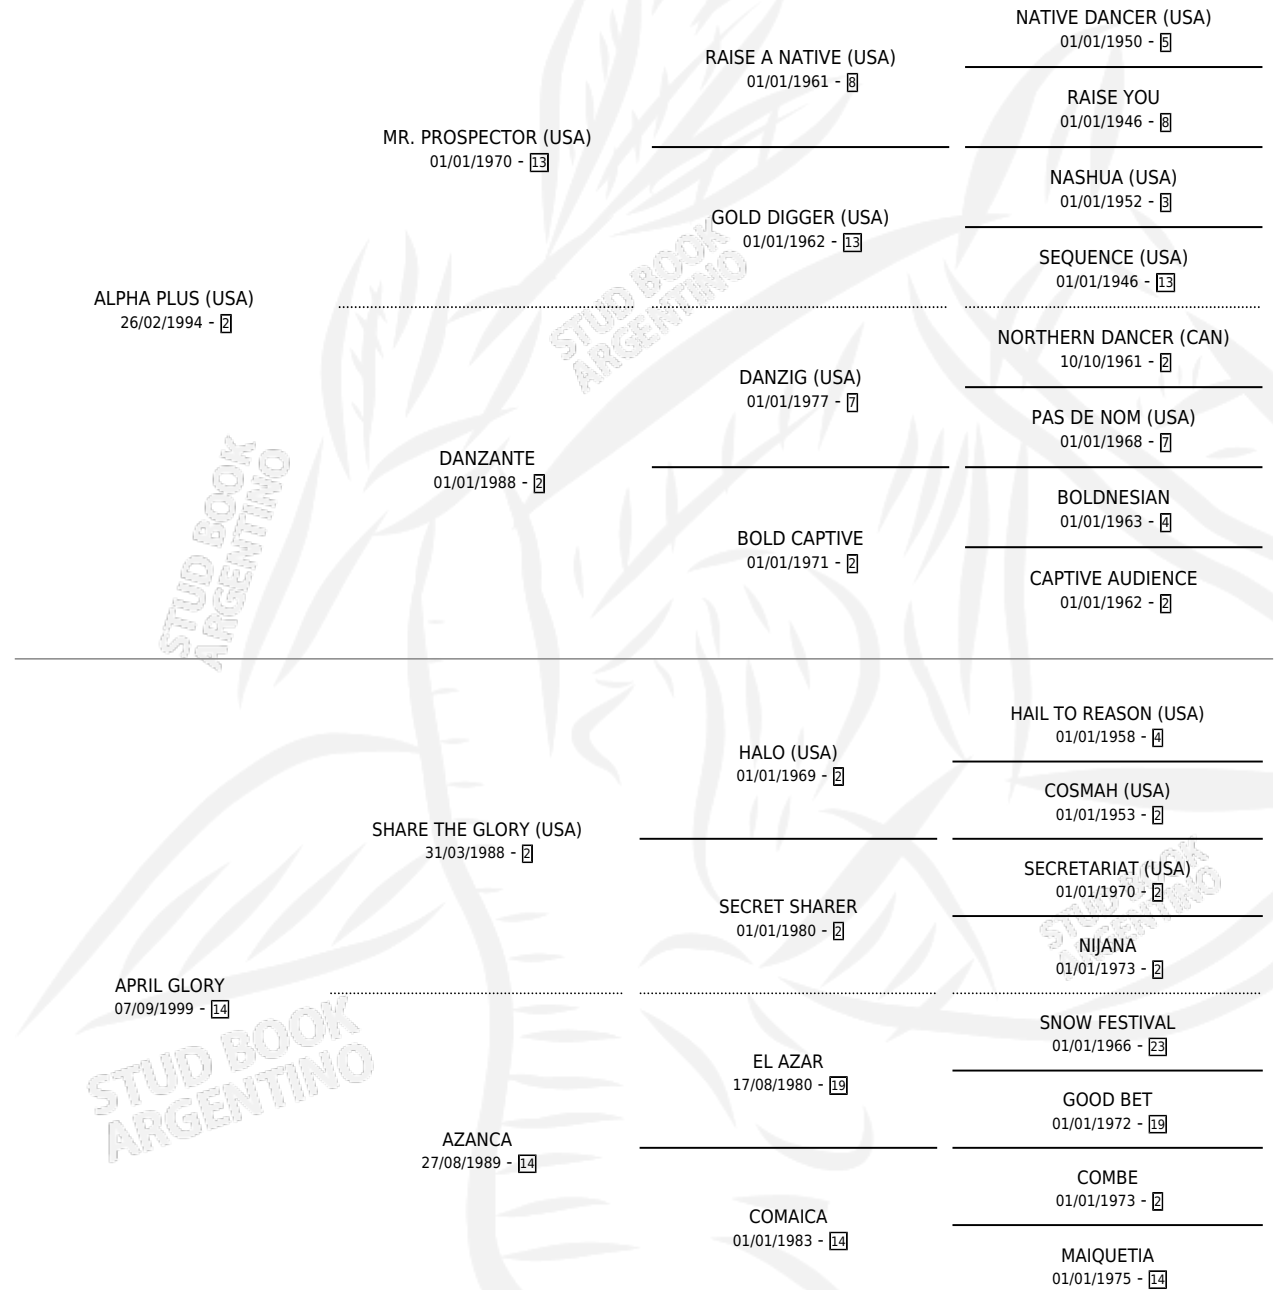 NATIVE DANCER (USA)
01/01/1950 - 5
RAISE A NATIVE (USA)
01/01/1961 - 8
RAISE YOU
01/01/1946 - 8
MR. PROSPECTOR (USA)
01/01/1970 - 13
NASHUA (USA)
01/01/1952 - 3
GOLD DIGGER (USA)
01/01/1962 - 13
SEQUENCE (USA)
01/01/1946 - 13
ALPHA PLUS (USA)
26/02/1994 - 2
STUD BOOK
ARGENTINO
NORTHERN DANCER (CAN)
10/10/1961 - 2
DANZIG (USA)
01/01/1977 - 7
PAS DE NOM (USA)
01/01/1968 - 7
DANZANTE
01/01/1988 - 2
STUD BOOK
ARGENTINO
BOLDNESIAN
01/01/1963 - 4
BOLD CAPTIVE
01/01/1971 - 2
CAPTIVE AUDIENCE
01/01/1962 - 2
HAIL TO REASON (USA)
01/01/1958 - 4
HALO (USA)
01/01/1969 - 2
COSMAH (USA)
01/01/1953 - 2
SHARE THE GLORY (USA)
31/03/1988 - 2
SECRETARIAT (USA)
01/01/1970 - 2
SECRET SHARER
01/01/1980 - 2
STUD BOOK
ARGENTINO
NIJANA
01/01/1973 - 2
APRIL GLORY
07/09/1999 - 14
STUD BOOK
ARGENTINO
SNOW FESTIVAL
01/01/1966 - 23
EL AZAR
17/08/1980 - 19
GOOD BET
01/01/1972 - 19
AZANCA
27/08/1989 - 14
COMBE
01/01/1973 - 2
COMAICA
01/01/1983 - 14
MAIQUETIA
01/01/1975 - 14